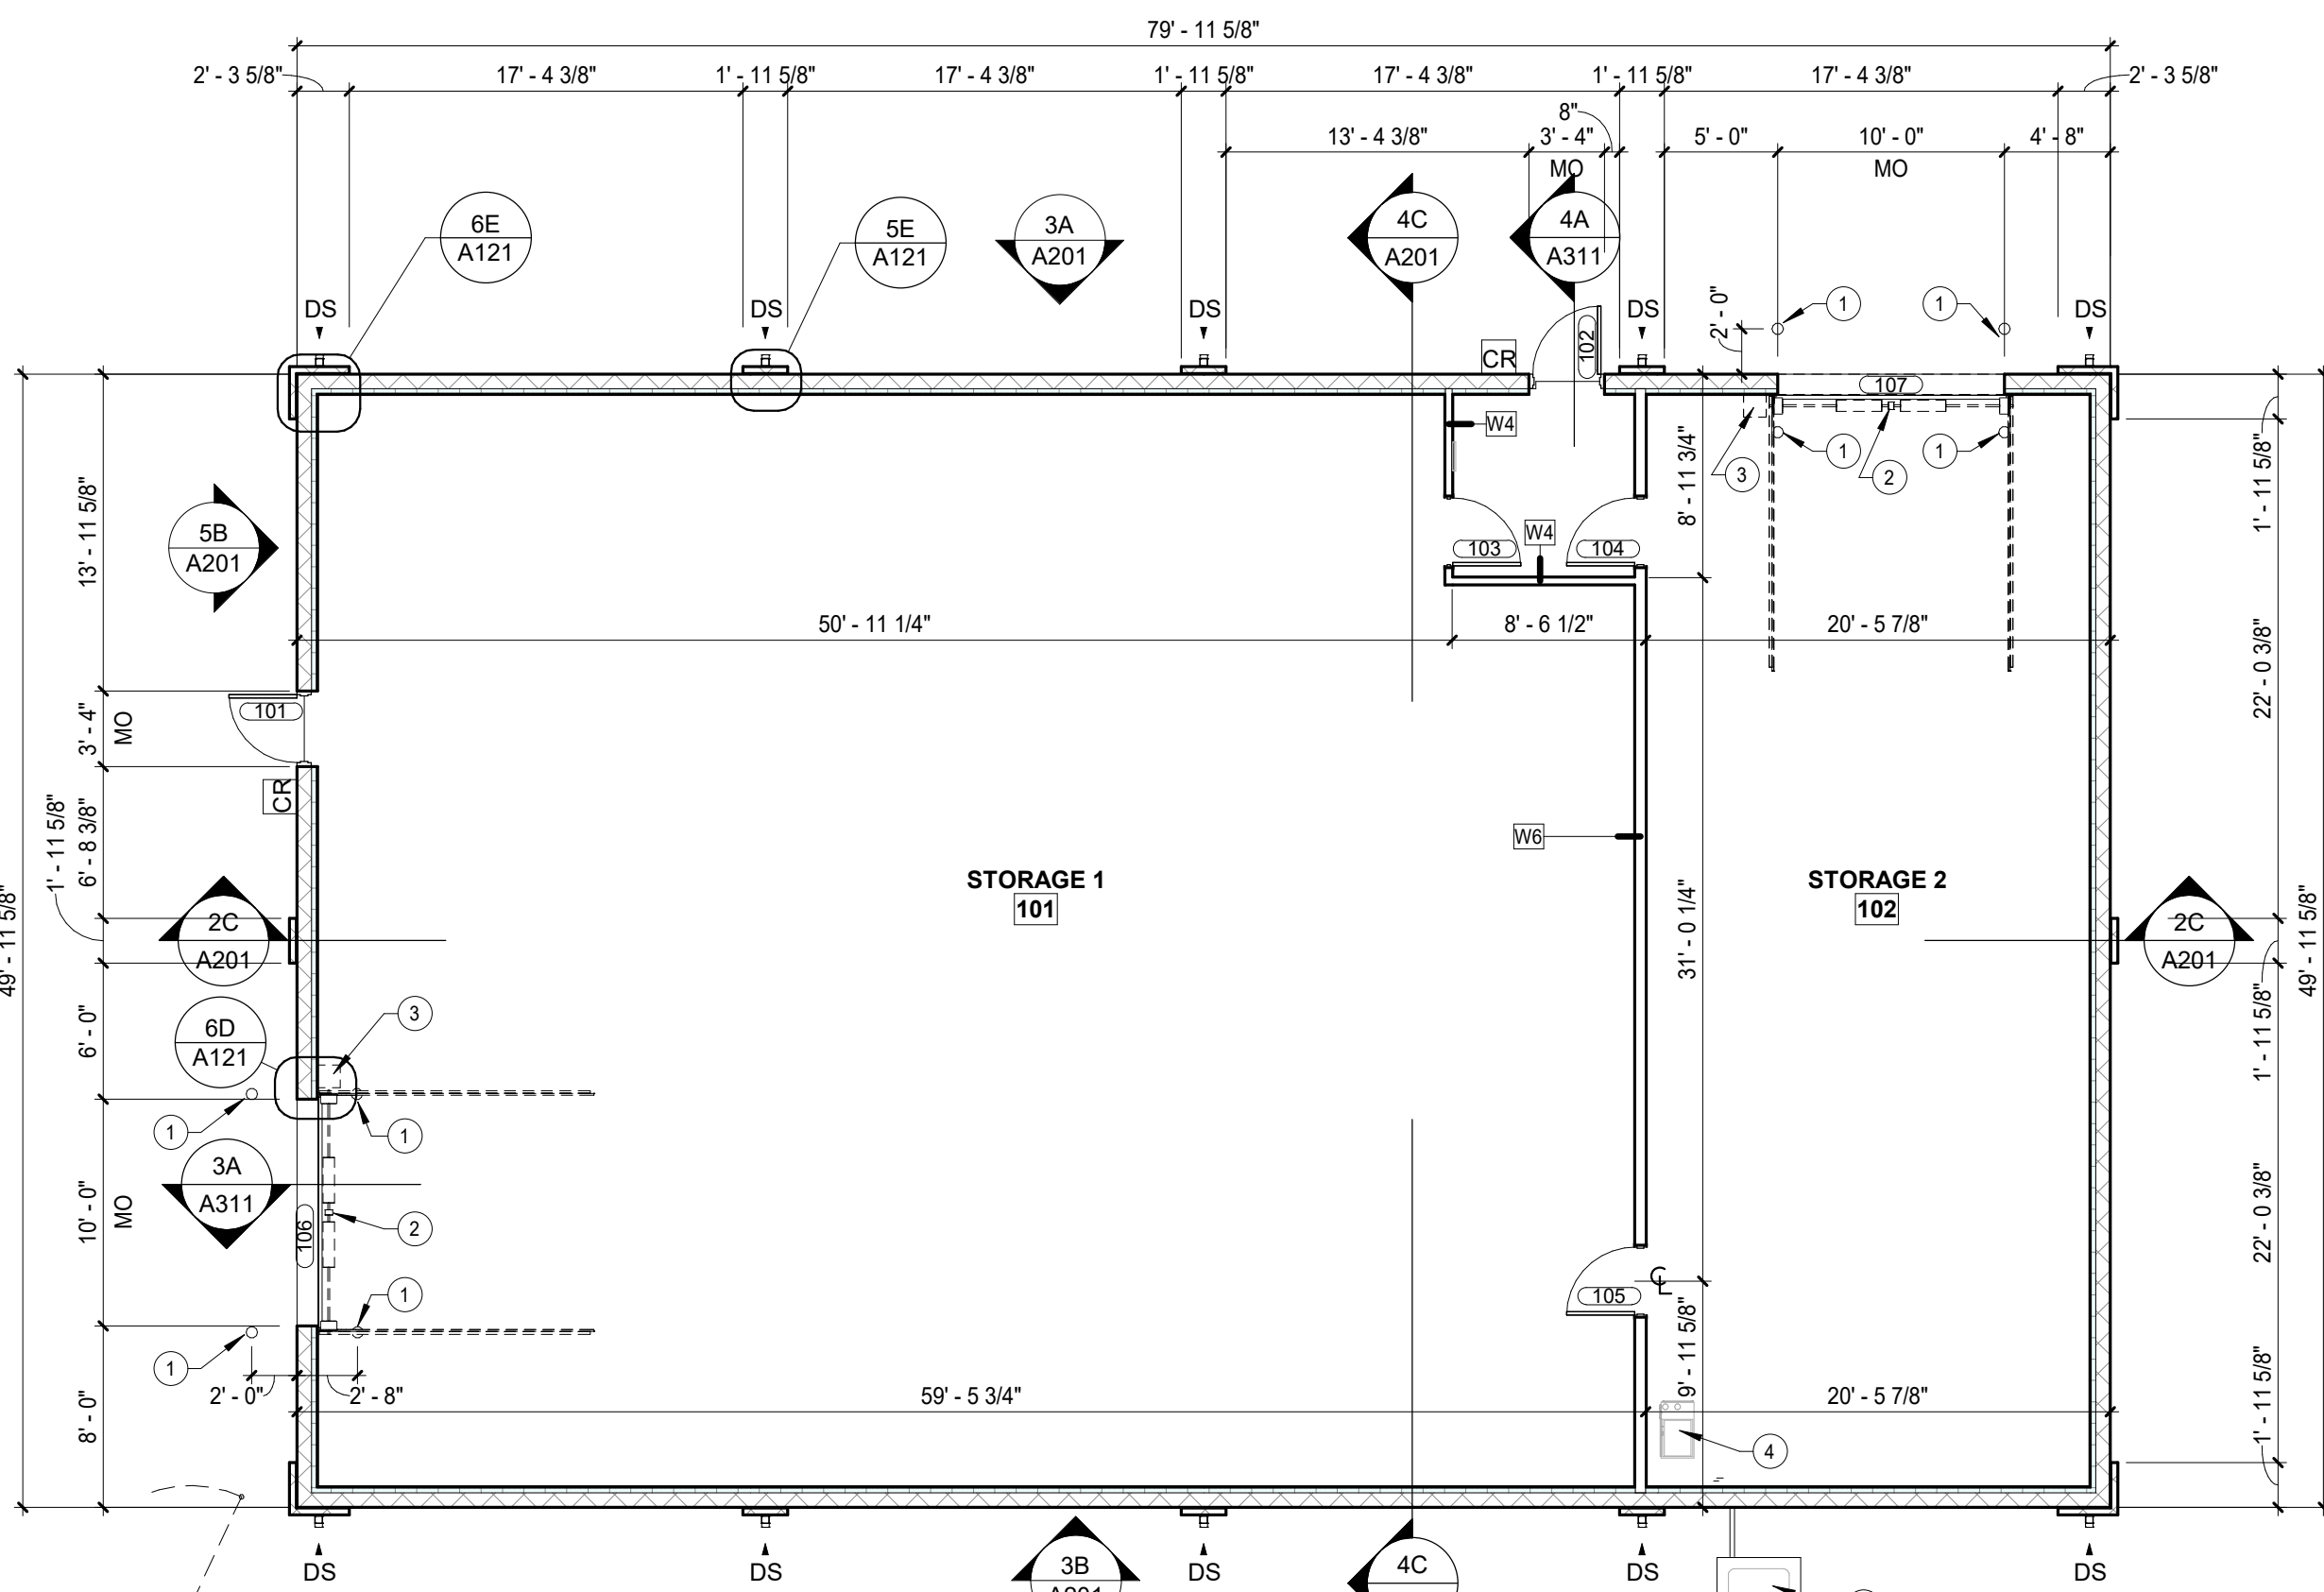 79' - 11 5/8"
2' - 3 5/8"
17' - 4 3/8"
1' - 11 5/8"
17' - 4 3/8"
1' - 11 5/8"
17' - 4 3/8"
1' - 11 5/8"
17' - 4 3/8"
2' - 3 5/8"
8"
13' - 4 3/8"
3' - 4"
MO
5' - 0"
10' - 0"
MO
4' - 8"
6E
A121
5E
A121
3A
A201
4C
A201
4A
A311
DS
DS
DS
DS
DS
2' - 0"
1
1
CR
102
107
W4
1
1
3
2
8' - 11 3/4"
1' - 11 5/8"
13' - 11 5/8"
5B
A201
103
W4
104
50' - 11 1/4"
8' - 6 1/2"
20' - 5 7/8"
22' - 0 3/8"
101
3' - 4"
MO
CR
1' - 11 5/8"
6' - 8 3/8"
W6
STORAGE 1
101
STORAGE 2
102
49' - 11 5/8"
2C
A201
31' - 0 1/4"
2C
A201
49' - 11 5/8"
6' - 0"
6D
A121
3
1' - 11 5/8"
1
1
3A
A311
10' - 0"
MO
106
2
22' - 0 3/8"
1
105
CL
1
2' - 0"
2' - 8"
8' - 0"
59' - 5 3/4"
9' - 11 5/8"
20' - 5 7/8"
4
1' - 11 5/8"
DS
DS
DS
DS
DS
3B
A201
4C